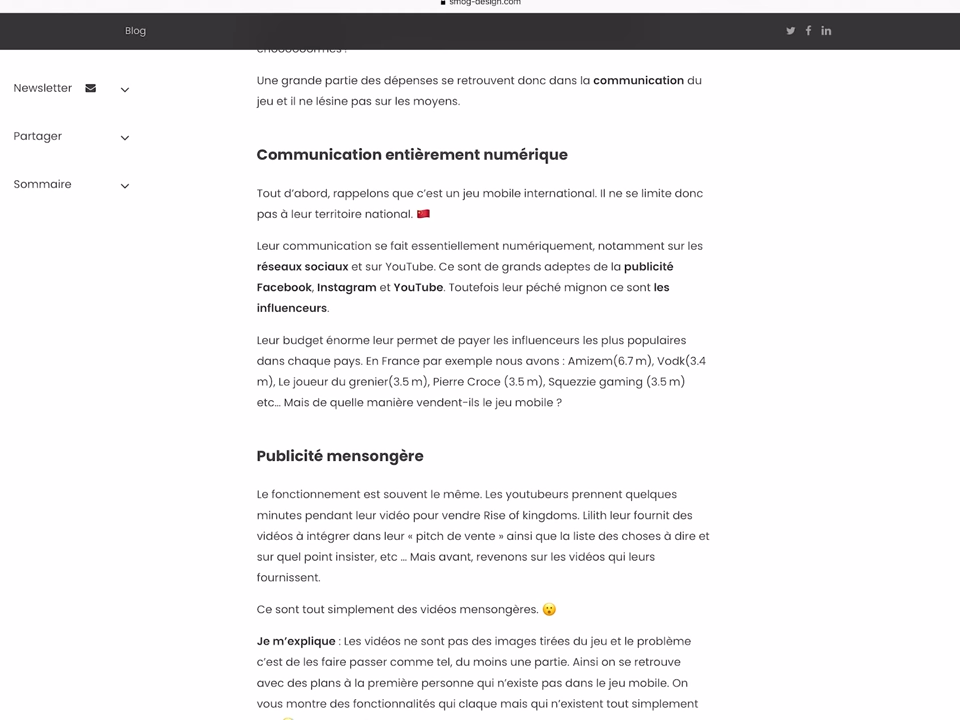 smog-design.com
Blog
Newsletter
Partager
Sommaire
Une grande partie des dépenses se retrouvent donc dans la communication du
jeu et il ne lésine pas sur les moyens.
Communication entièrement numérique
Tout d'abord, rappelons que c'est un jeu mobile international. Il ne se limite donc
pas à leur territoire national. 🇨🇳
Leur communication se fait essentiellement numériquement, notamment sur les
réseaux sociaux et sur YouTube. Ce sont de grands adeptes de la publicité
Facebook, Instagram et YouTube. Toutefois leur péché mignon ce sont les
influenceurs.
Leur budget énorme leur permet de payer les influenceurs les plus populaires
dans chaque pays. En France par exemple nous avons : Amizem(6.7 m), Vodk(3.4
m), Le joueur du grenier(3.5 m), Pierre Croce (3.5 m), Squezzie gaming (3.5 m)
etc… Mais de quelle manière vendent-ils le jeu mobile ?
Publicité mensongère
Le fonctionnement est souvent le même. Les youtubeurs prennent quelques
minutes pendant leur vidéo pour vendre Rise of kingdoms. Lilith leur fournit des
vidéos à intégrer dans leur « pitch de vente » ainsi que la liste des choses à dire et
sur quel point insister, etc … Mais avant, revenons sur les vidéos qui leurs
fournissent.
Ce sont tout simplement des vidéos mensongères. 😮
Je m'explique : Les vidéos ne sont pas des images tirées du jeu et le problème
c'est de les faire passer comme tel, du moins une partie. Ainsi on se retrouve
avec des plans à la première personne qui n'existe pas dans le jeu mobile. On
vous montre des fonctionnalités qui claque mais qui n'existent tout simplement